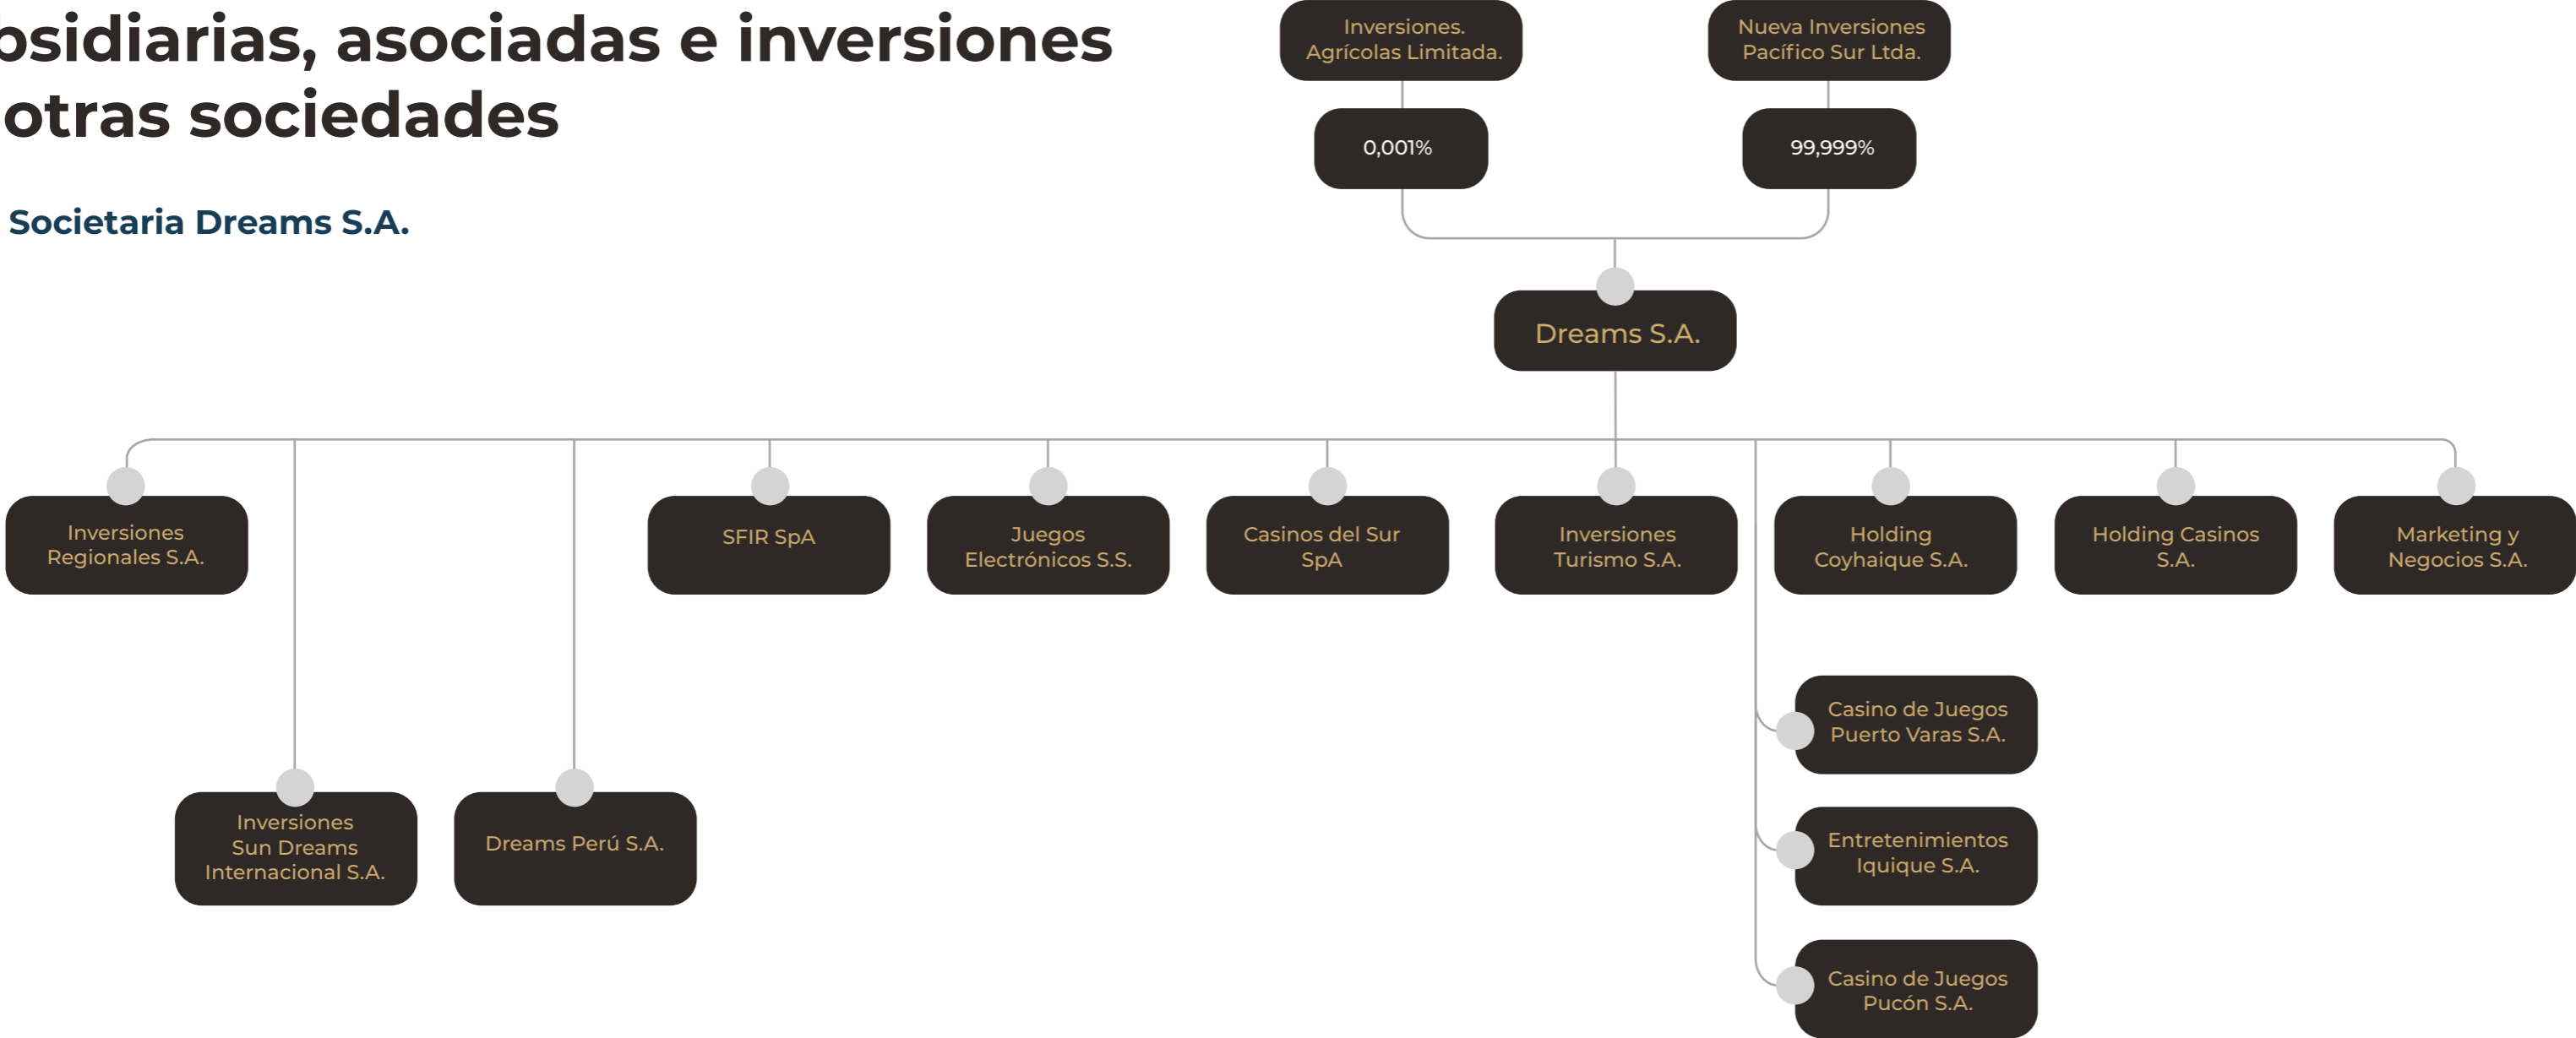 bsidiarias, asociadas e inversiones
otras sociedades
Societaria Dreams S.A.
Inversiones.
Agrícolas Limitada.
Nueva Inversiones
Pacífico Sur Ltda.
0,001%
99,999%
Dreams S.A.
Inversiones
Regionales S.A.
SFIR SpA
Juegos
Electrónicos S.S.
Casinos del Sur
SpA
Inversiones
Turismo S.A.
Holding
Coyhaique S.A.
Holding Casinos
S.A.
Marketing y
Negocios S.A.
Casino de Juegos
Puerto Varas S.A.
Inversiones
Sun Dreams
Internacional S.A.
Dreams Perú S.A.
Entretenimientos
Iquique S.A.
Casino de Juegos
Pucón S.A.